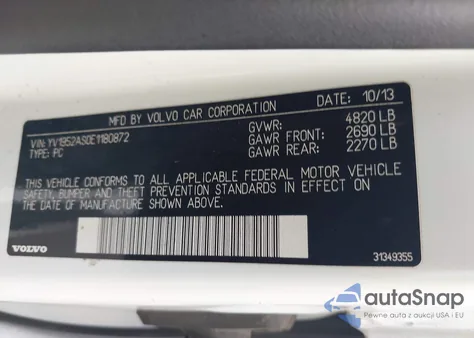 MFD BY VOLVO CAR CORPORATION DATE: 10/13
VIN: YV1952AS0E1180872 GVWR: 4820 LB
TYPE: PC GAWR FRONT: 2690 LB
GAWR REAR: 2270 LB
THIS VEHICLE CONFORMS TO ALL APPLICABLE FEDERAL MOTOR VEHICLE
SAFETY, BUMPER AND THEFT PREVENTION STANDARDS IN EFFECT ON THE
DATE OF MANUFACTURE SHOWN ABOVE.
VOLVO 31349355
autoSnap
Pewne auta z aukcji USA i EU